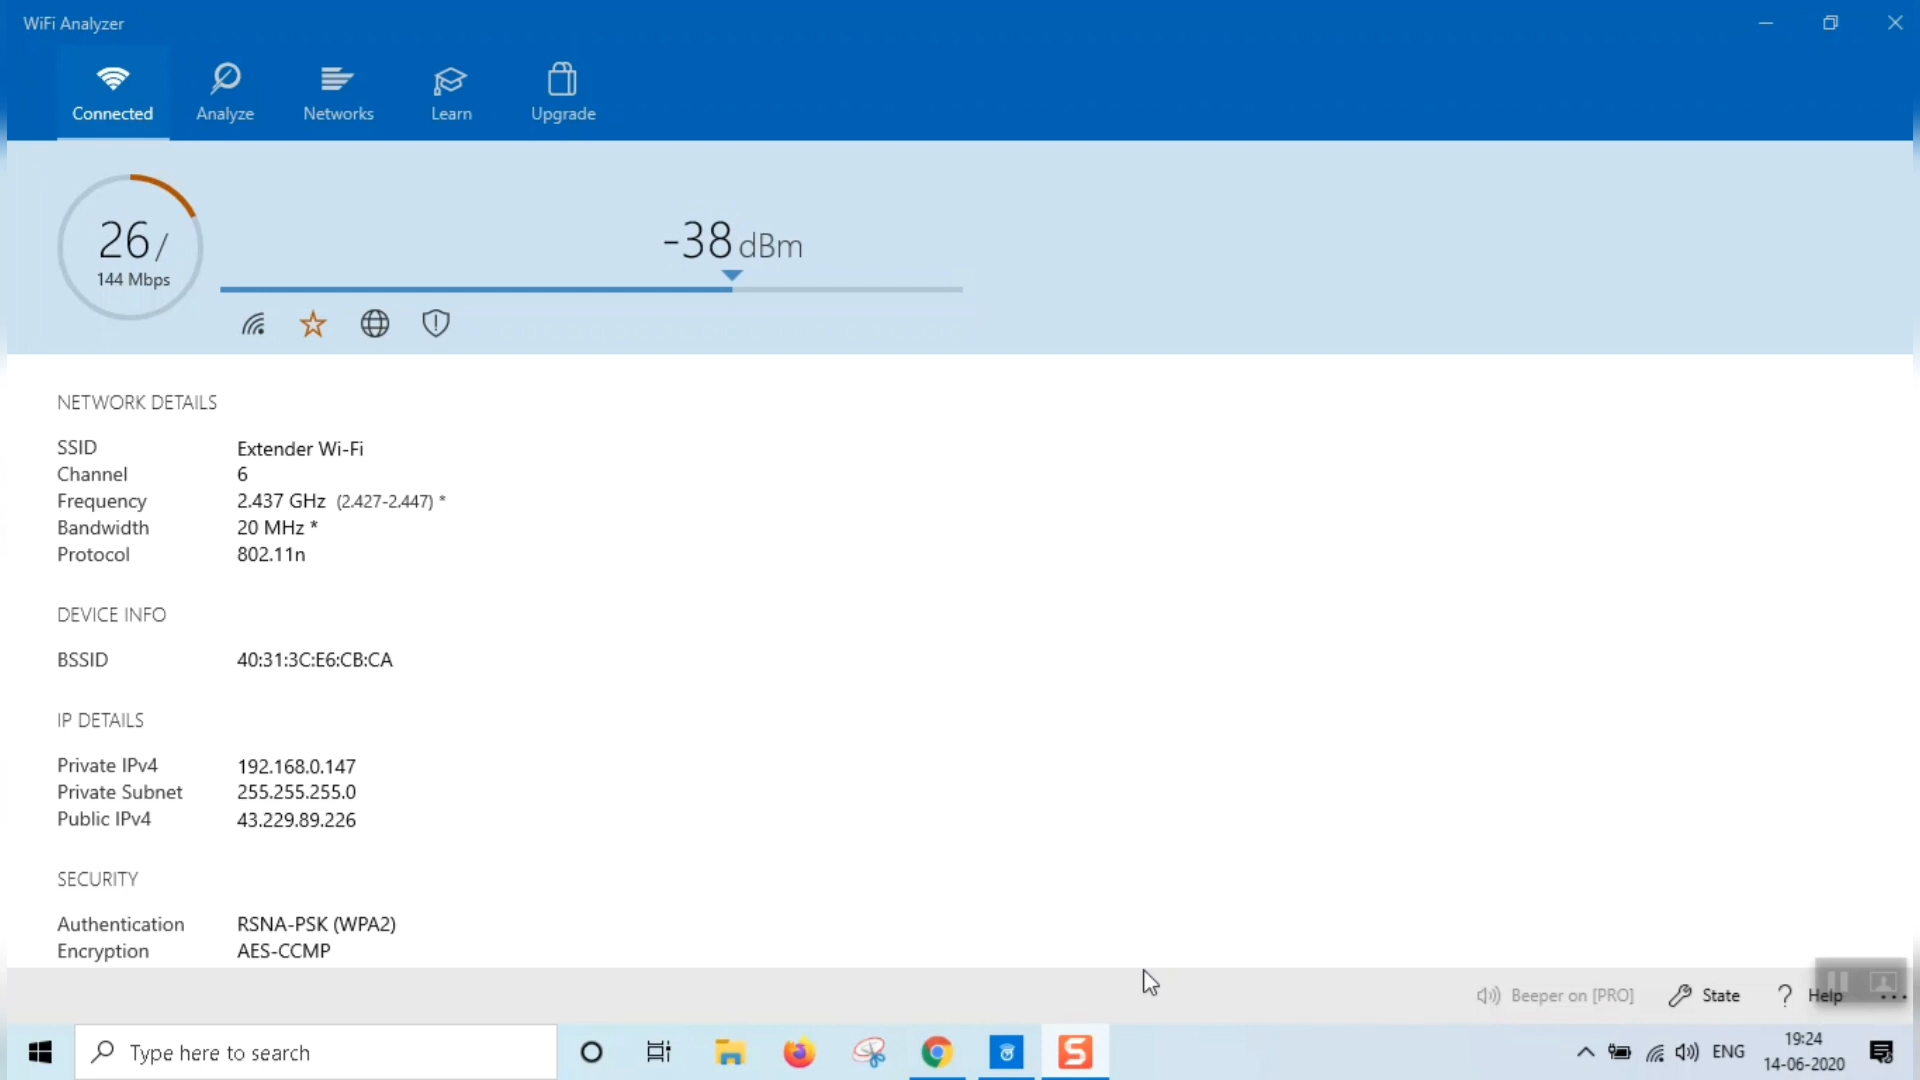 WiFi Analyzer
Connected
Analyze
Networks
Learn
Upgrade
26/
144 Mbps
-38 dBm
NETWORK DETAILS
SSID Extender Wi-Fi
Channel 6
Frequency 2.437 GHz (2.427-2.447) *
Bandwidth 20 MHz *
Protocol 802.11n
DEVICE INFO
BSSID 40:31:3C:E6:CB:CA
IP DETAILS
Private IPv4 192.168.0.147
Private Subnet 255.255.255.0
Public IPv4 43.229.89.226
SECURITY
Authentication RSNA-PSK (WPA2)
Encryption AES-CCMP
Beeper on [PRO]
State
? Help
Type here to search
ENG
19:24
14-06-2020